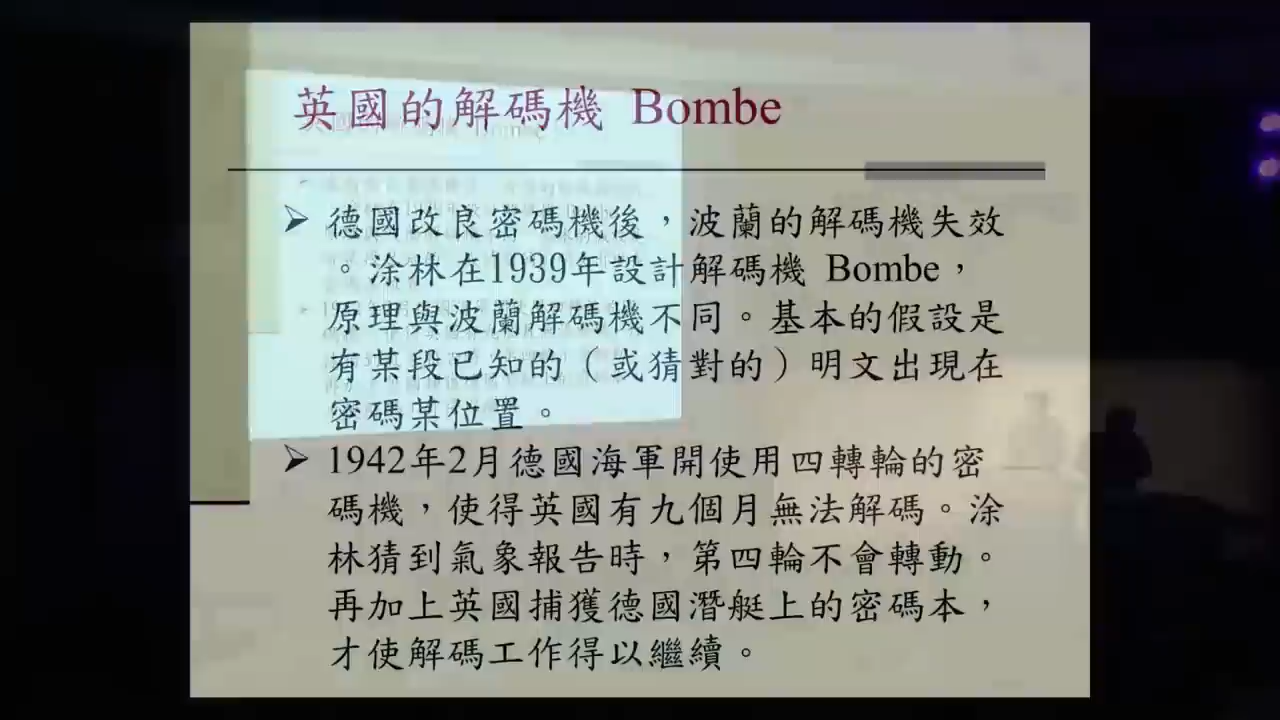 英國的解碼機 Bombe
德國改良密碼機後，波蘭的解碼機失效
。涂林在1939年設計解碼機 Bombe，
原理與波蘭解碼機不同。基本的假設是
有某段已知的（或猜對的）明文出現在
密碼某位置。
1942年2月德國海軍開使用四轉輪的密
碼機，使得英國有九個月無法解碼。涂
林猜到氣象報告時，第四輪不會轉動。
再加上英國捕獲德國潛艇上的密碼本，
才使解碼工作得以繼續。